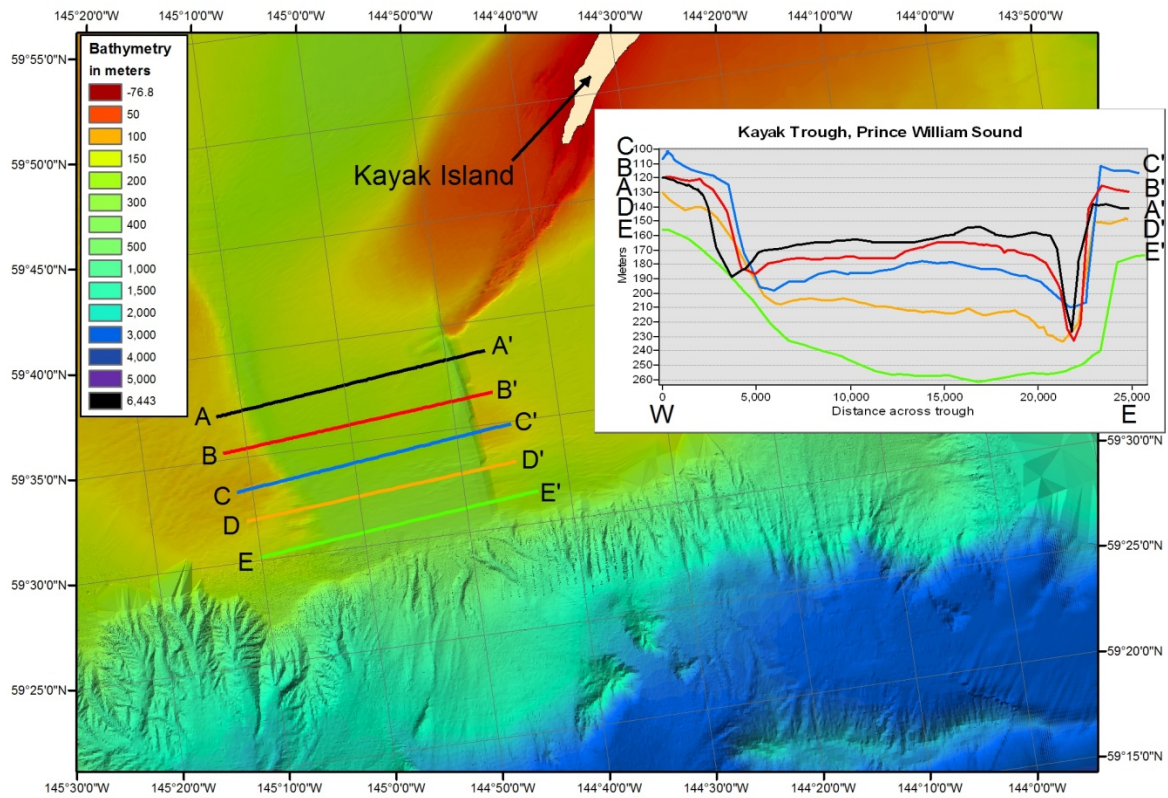 145°20'0"W 145°10'0"W 145°0'0"W 144°50'0"W 144°40'0"W 144°30'0"W 144°20'0"W 144°10'0"W 144°0'0"W 143°50'0"W
Bathymetry
in meters
-76.8
50
100
150
200
300
400
500
1,000
1,500
2,000
3,000
4,000
5,000
6,443
59°55'0"N
59°50'0"N
59°45'0"N
59°40'0"N
59°35'0"N
59°30'0"N
59°25'0"N
Kayak Island
A A'
B B'
C C'
D D'
E E'
Kayak Trough, Prince William Sound
C
B
A
D
E
Meters
100
110
120
130
140
150
160
170
180
190
200
210
220
230
240
250
260
C'
B'
A'
D'
E'
0 5,000 10,000 15,000 20,000 25,000
W Distance across trough E
59°30'0"N
59°25'0"N
59°20'0"N
59°15'0"N
145°30'0"W 145°20'0"W 145°10'0"W 145°0'0"W 144°50'0"W 144°40'0"W 144°30'0"W 144°20'0"W 144°10'0"W 144°0'0"W